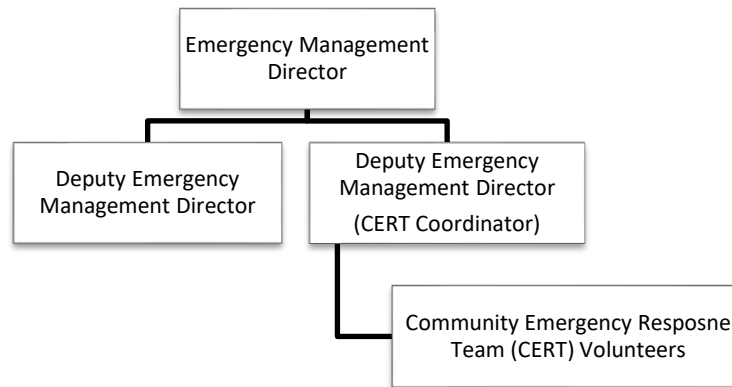 Emergency Management
Director
Deputy Emergency
Management Director
Deputy Emergency
Management Director
(CERT Coordinator)
Community Emergency Resposne
Team (CERT) Volunteers